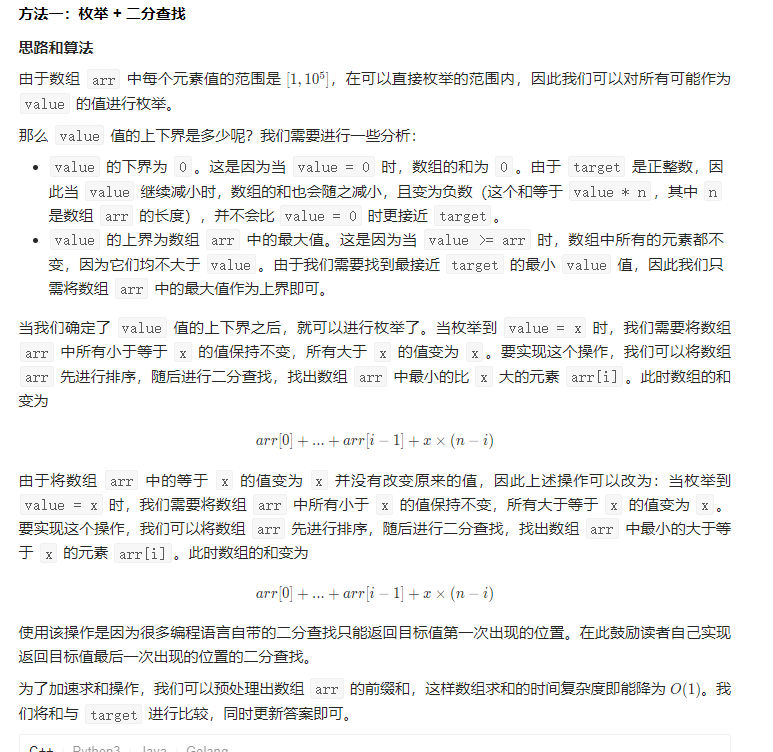 方法一：枚举 + 二分查找
思路和算法
由于数组 arr 中每个元素值的范围是 [1, 10⁵]，在可以直接枚举的范围内，因此我们可以对所有可能作为
value 的值进行枚举。
那么 value 值的上下界是多少呢？我们需要进行一些分析：
• value 的下界为 0 。这是因为当 value = 0 时，数组的和为 0 。由于 target 是正整数，因
此当 value 继续减小时，数组的和也会随之减小，且变为负数（这个和等于 value * n ，其中 n
是数组 arr 的长度），并不会比 value = 0 时更接近 target 。
• value 的上界为数组 arr 中的最大值。这是因为当 value >= arr 时，数组中所有的元素都不
变，因为它们均不大于 value 。由于我们需要找到最接近 target 的最小 value 值，因此我们只
需将数组 arr 中的最大值作为上界即可。
当我们确定了 value 值的上下界之后，就可以进行枚举了。当枚举到 value = x 时，我们需要将数组
arr 中所有小于等于 x 的值保持不变，所有大于 x 的值变为 x 。要实现这个操作，我们可以将数组
arr 先进行排序，随后进行二分查找，找出数组 arr 中最小的比 x 大的元素 arr[i] 。此时数组的和
变为
arr[0] + ... + arr[i − 1] + x × (n − i)
由于将数组 arr 中的等于 x 的值变为 x 并没有改变原来的值，因此上述操作可以改为：当枚举到
value = x 时，我们需要将数组 arr 中所有小于 x 的值保持不变，所有大于等于 x 的值变为 x 。
要实现这个操作，我们可以将数组 arr 先进行排序，随后进行二分查找，找出数组 arr 中最小的大于等
于 x 的元素 arr[i] 。此时数组的和变为
arr[0] + ... + arr[i − 1] + x × (n − i)
使用该操作是因为很多编程语言自带的二分查找只能返回目标值第一次出现的位置。在此鼓励读者自己实现
返回目标值最后一次出现的位置的二分查找。
为了加速求和操作，我们可以预处理出数组 arr 的前缀和，这样数组求和的时间复杂度即能降为 O(1)。我
们将和与 target 进行比较，同时更新答案即可。
C++ Python3 Java Golang